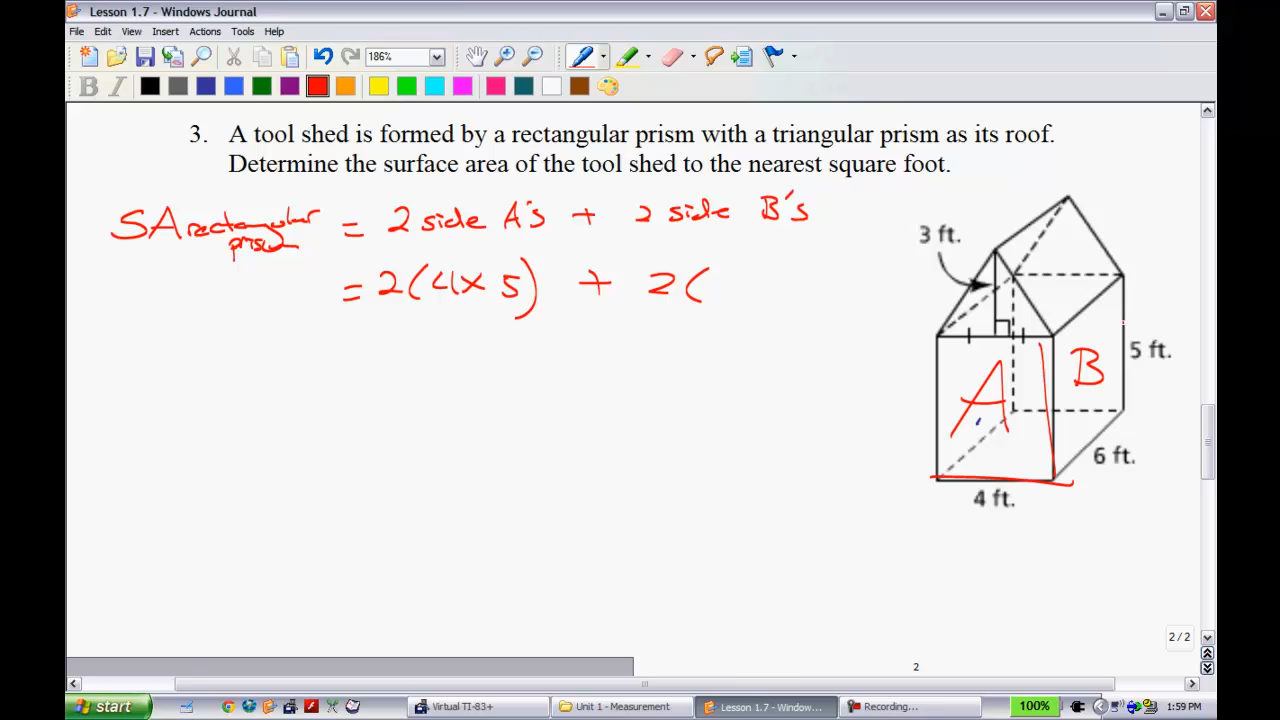 Lesson 1.7 - Windows Journal
File Edit View Insert Actions Tools Help
186%
B I
3. A tool shed is formed by a rectangular prism with a triangular prism as its roof.
Determine the surface area of the tool shed to the nearest square foot.
SA rectangular prism = 2 side A's + 2 side B's
= 2(4 × 5) + 2(
3 ft.
A
B
5 ft.
6 ft.
4 ft.
2 / 2
2
start
Virtual TI-83+
Unit 1 - Measurement
Lesson 1.7 - Window...
Recording...
100%
1:59 PM